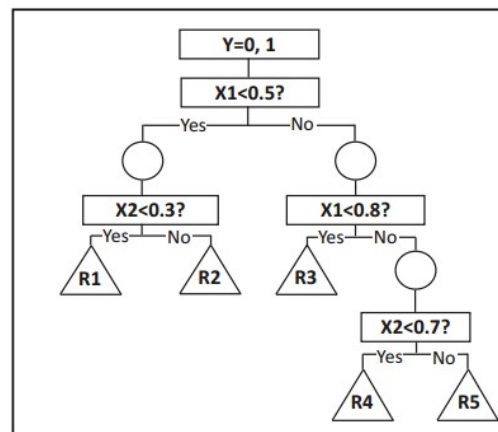 Y=0, 1
X1<0.5?
Yes No
X2<0.3? X1<0.8?
Yes No Yes No
R1 R2 R3
X2<0.7?
Yes No
R4 R5